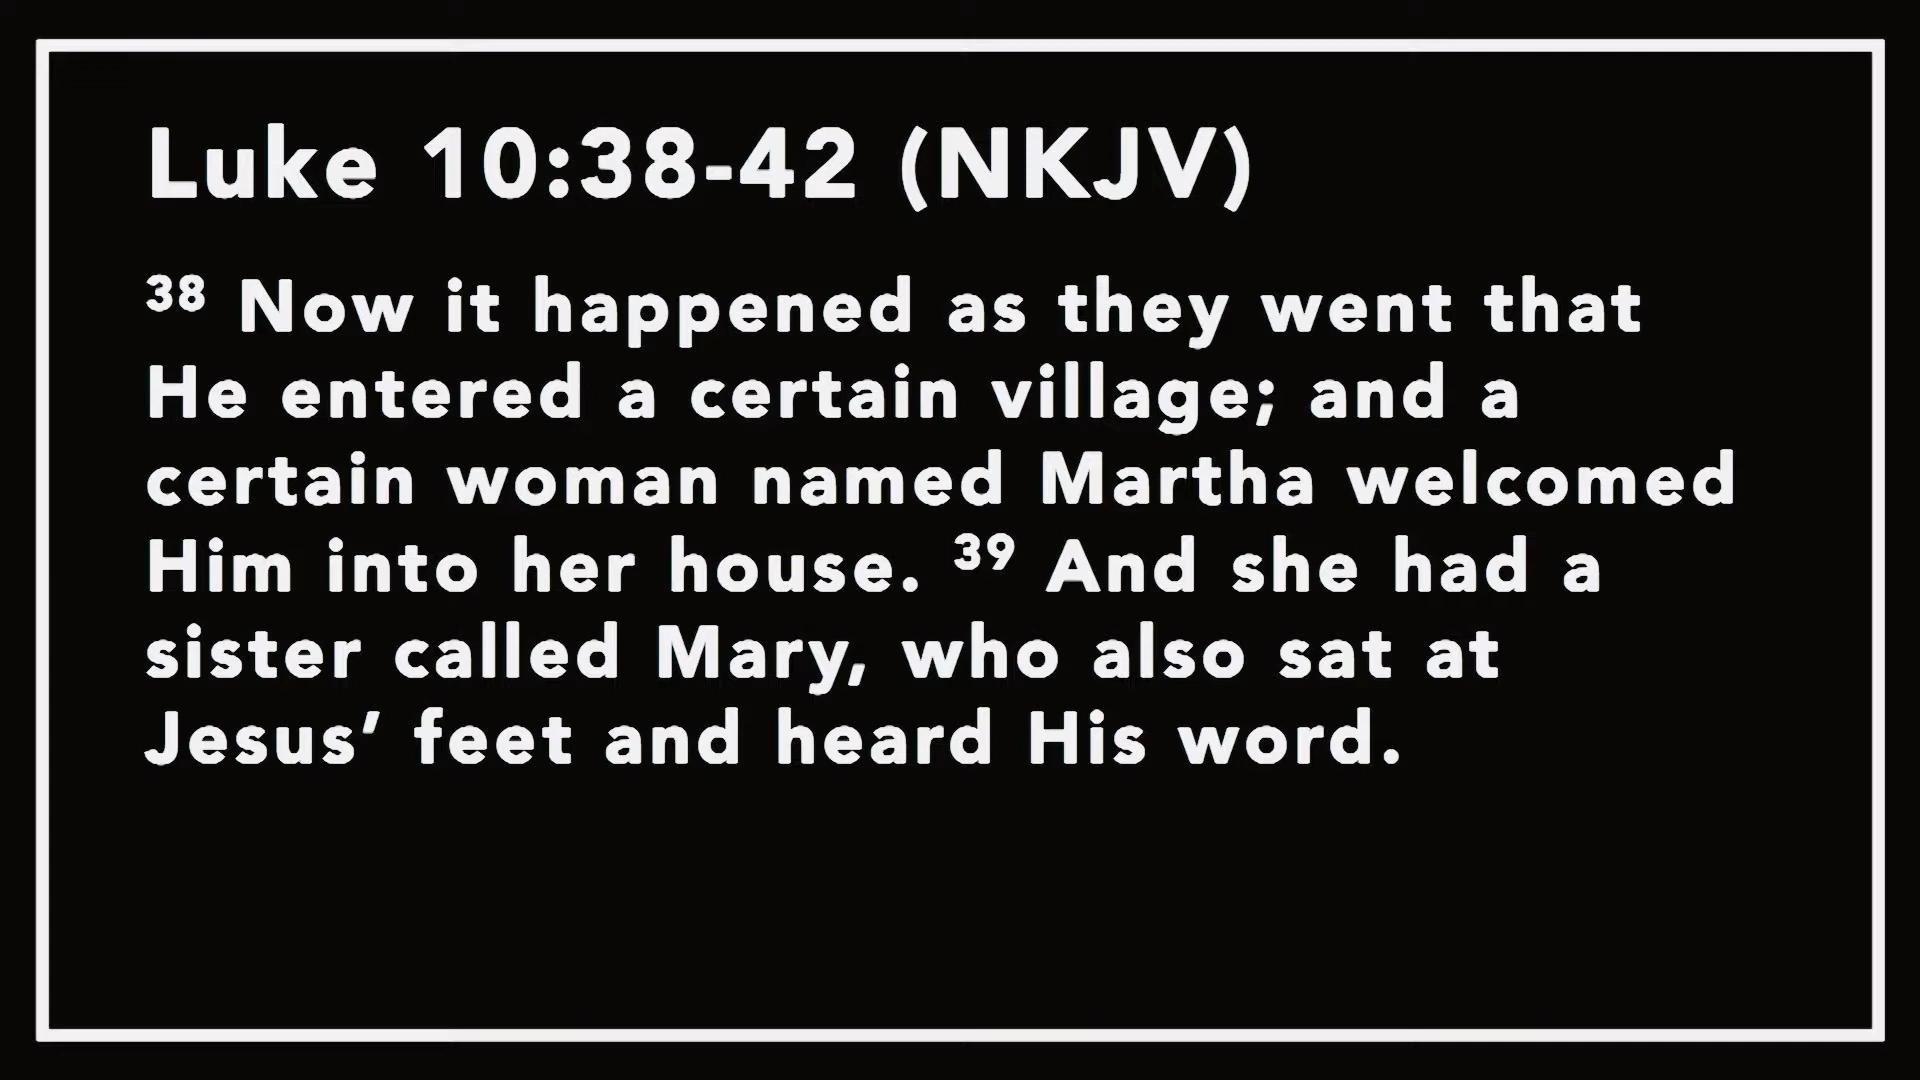 Luke 10:38-42 (NKJV)
³⁸ Now it happened as they went that
He entered a certain village; and a
certain woman named Martha welcomed
Him into her house. ³⁹ And she had a
sister called Mary, who also sat at
Jesus’ feet and heard His word.